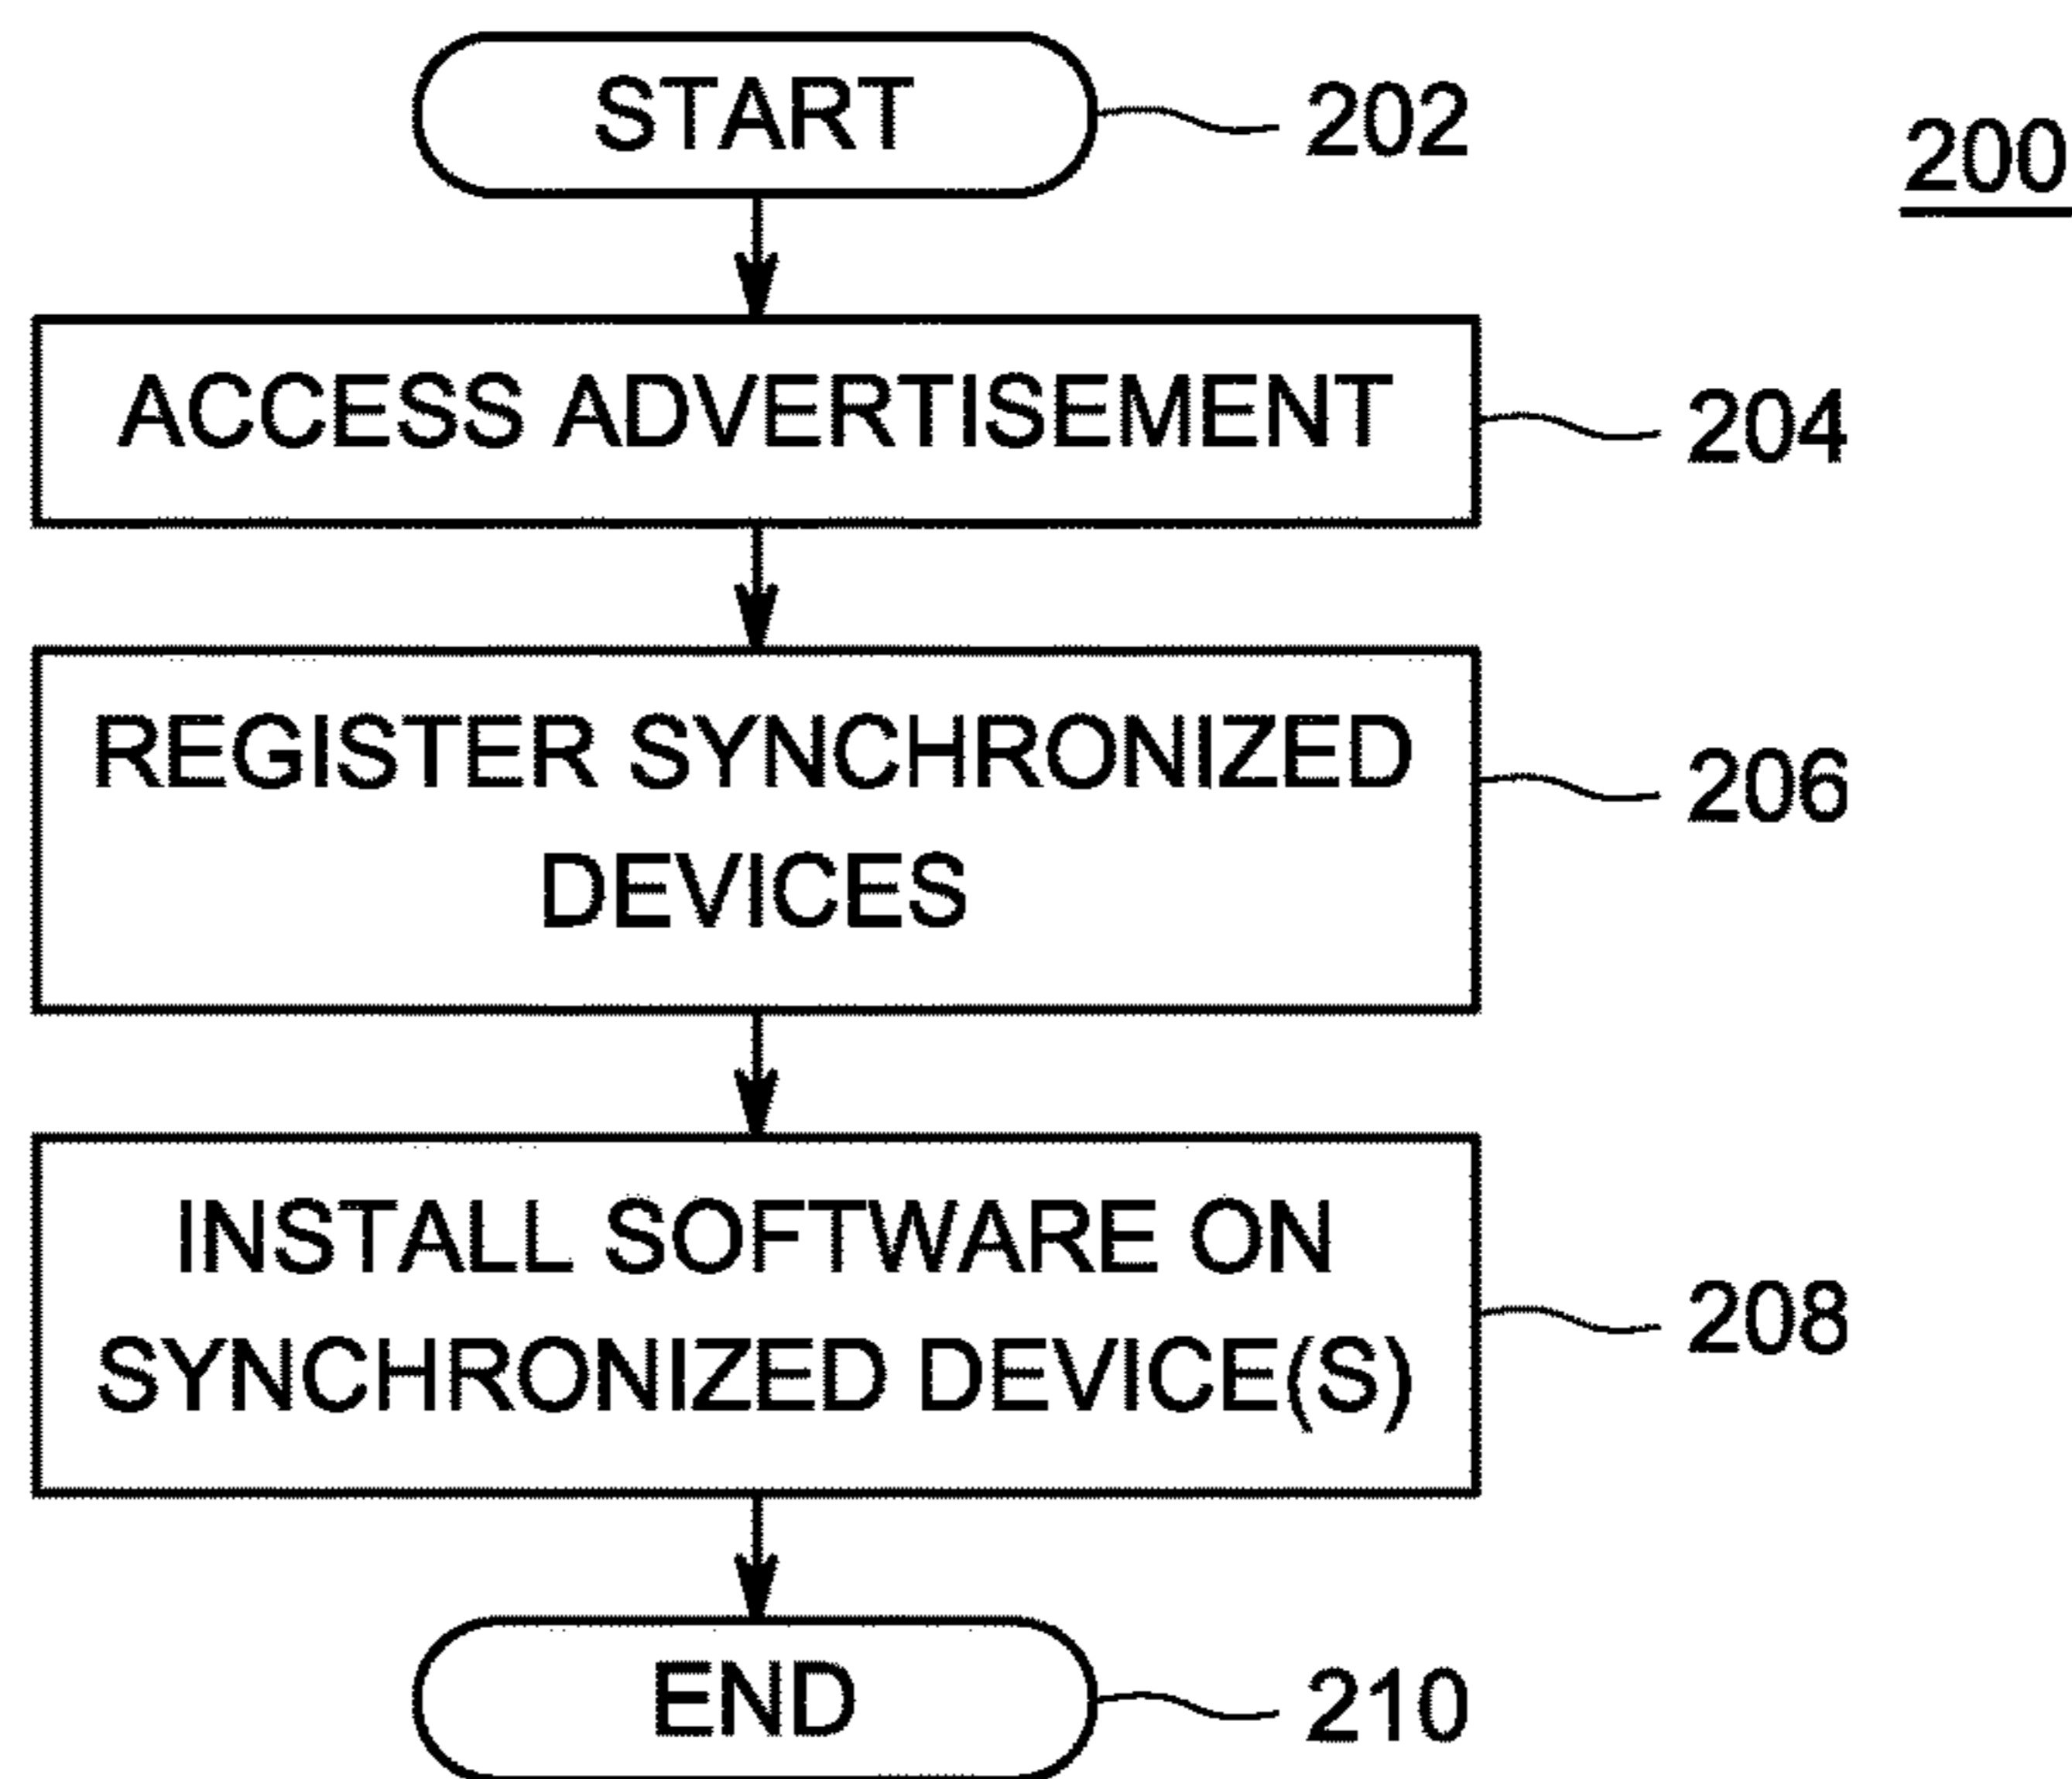 START
202
200
ACCESS ADVERTISEMENT
204
REGISTER SYNCHRONIZED
DEVICES
206
INSTALL SOFTWARE ON
SYNCHRONIZED DEVICE(S)
208
END
210